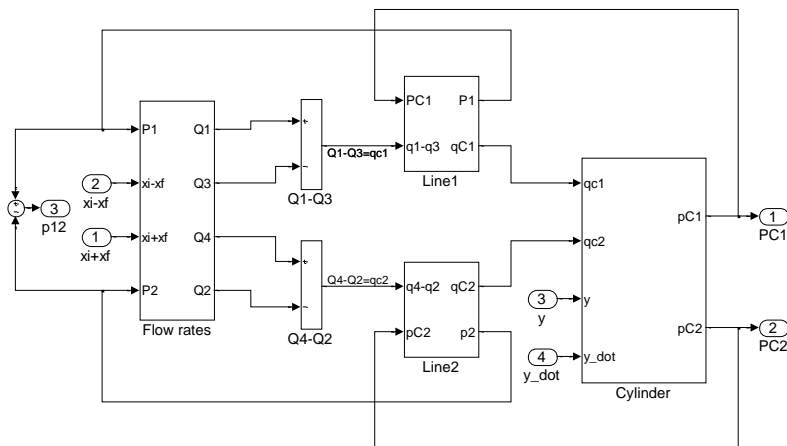 P1
xi-xf
xi+xf
P2
Q1
Q3
Q4
Q2
Flow rates
2
xi-xf
1
xi+xf
3
p12
+
−
+
−
Q1-Q3
+
−
Q4-Q2
Q1-Q3=qc1
Q4-Q2=qc2
PC1
q1-q3
P1
qC1
Line1
q4-q2
pC2
qC2
p2
Line2
qc1
qc2
y
y_dot
pC1
pC2
Cylinder
3
y
4
y_dot
1
PC1
2
PC2